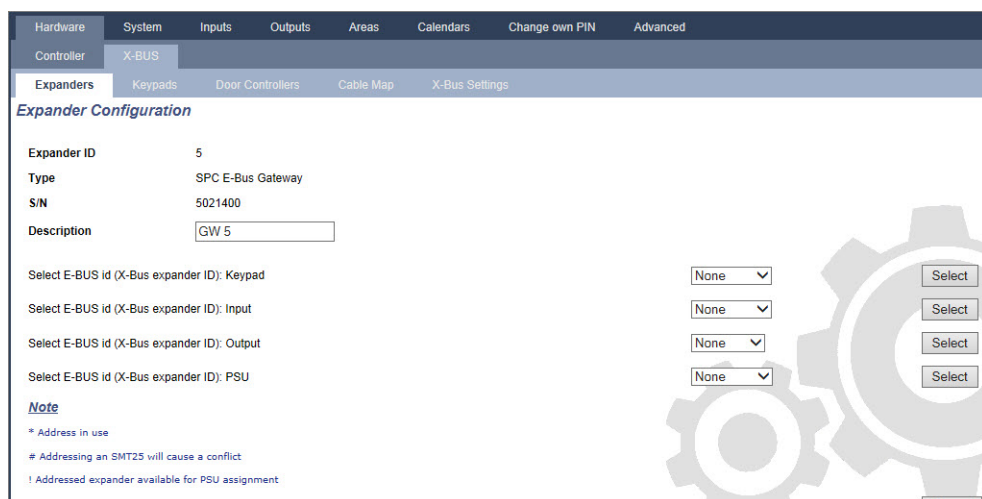 Hardware System Inputs Outputs Areas Calendars Change own PIN Advanced
Controller X-BUS
Expanders Keypads Door Controllers Cable Map X-Bus Settings
Expander Configuration
Expander ID 5
Type SPC E-Bus Gateway
S/N 5021400
Description GW 5
Select E-BUS id (X-Bus expander ID): Keypad None Select
Select E-BUS id (X-Bus expander ID): Input None Select
Select E-BUS id (X-Bus expander ID): Output None Select
Select E-BUS id (X-Bus expander ID): PSU None Select
Note
* Address in use
# Addressing an SMT25 will cause a conflict
! Addressed expander available for PSU assignment